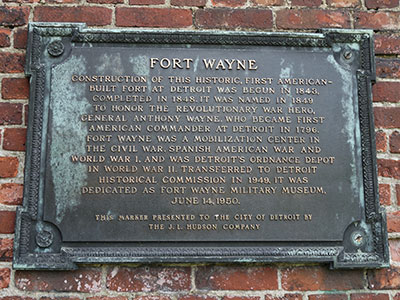 FORT WAYNE
CONSTRUCTION OF THIS HISTORIC, FIRST AMERICAN-
BUILT FORT AT DETROIT WAS BEGUN IN 1843,
COMPLETED IN 1848. IT WAS NAMED IN 1849
TO HONOR THE REVOLUTIONARY WAR HERO,
GENERAL ANTHONY WAYNE, WHO BECAME FIRST
AMERICAN COMMANDER AT DETROIT IN 1796.
FORT WAYNE WAS A MOBILIZATION CENTER IN
THE CIVIL WAR, SPANISH AMERICAN WAR AND
WORLD WAR I, AND WAS DETROIT'S ORDNANCE DEPOT
IN WORLD WAR II. TRANSFERRED TO DETROIT
HISTORICAL COMMISSION IN 1949, IT WAS
DEDICATED AS FORT WAYNE MILITARY MUSEUM,
JUNE 14, 1950.
THIS MARKER PRESENTED TO THE CITY OF DETROIT BY
THE J. L. HUDSON COMPANY